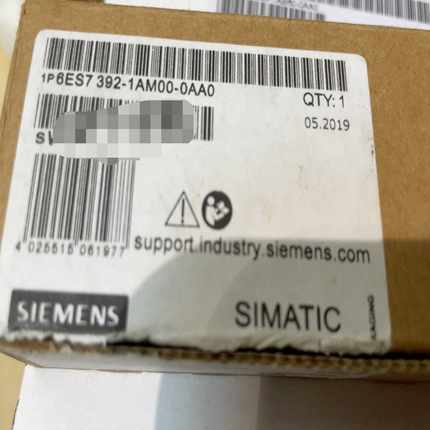 1P6ES7 392-1AM00-0AA0
QTY: 1
05.2019
4 025515 061977
support.industry.siemens.com
SIEMENS
SIMATIC